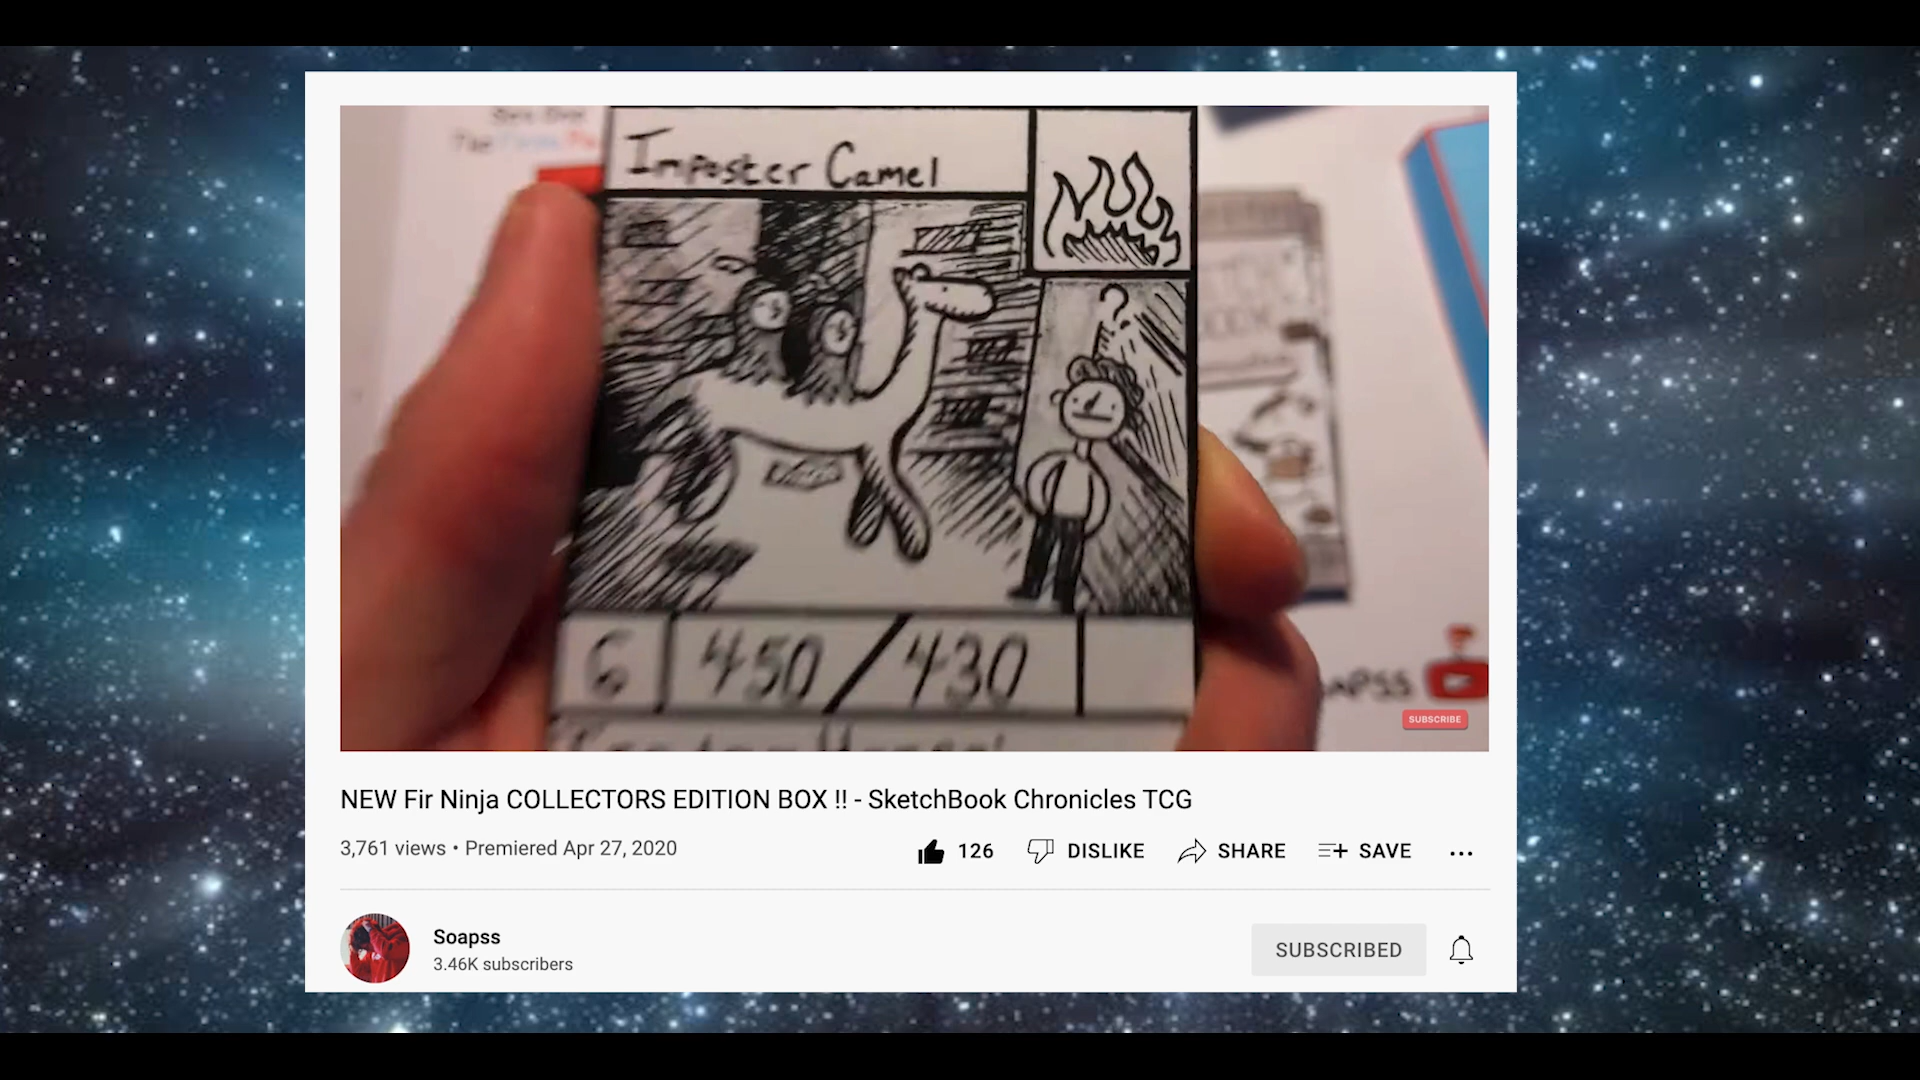 Imposter Camel
6 450/430
APSS
SUBSCRIBE
NEW Fir Ninja COLLECTORS EDITION BOX !! - SketchBook Chronicles TCG
3,761 views • Premiered Apr 27, 2020
126 DISLIKE SHARE SAVE ...
Soapss
3.46K subscribers
SUBSCRIBED